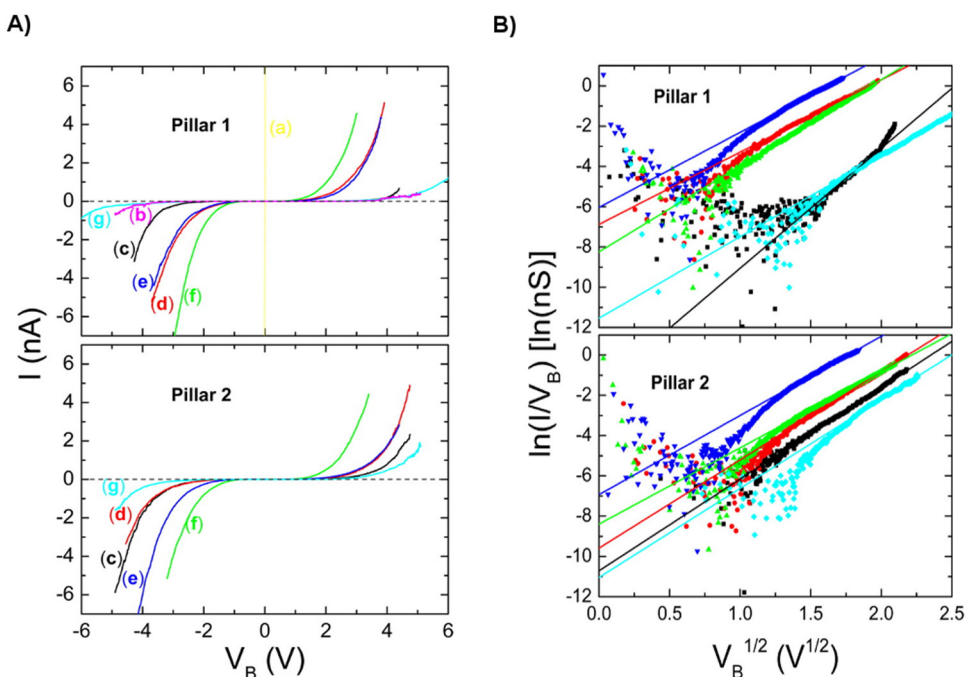 A)
B)
6
4
2
0
-2
-4
-6
Pillar 1
(a)
(g)
(b)
(c)
(e)
(d)
(f)
4
2
0
-2
-4
-6
Pillar 2
(g)
(d)
(c)
(e)
(f)
-6 -4 -2 0 2 4 6
I (nA)
V_B (V)
0
-2
-4
-6
-8
-10
-12
Pillar 1
0
-2
-4
-6
-8
-10
-12
Pillar 2
0.0 0.5 1.0 1.5 2.0 2.5
ln(I/V_B) [ln(nS)]
V_B^1/2 (V^1/2)